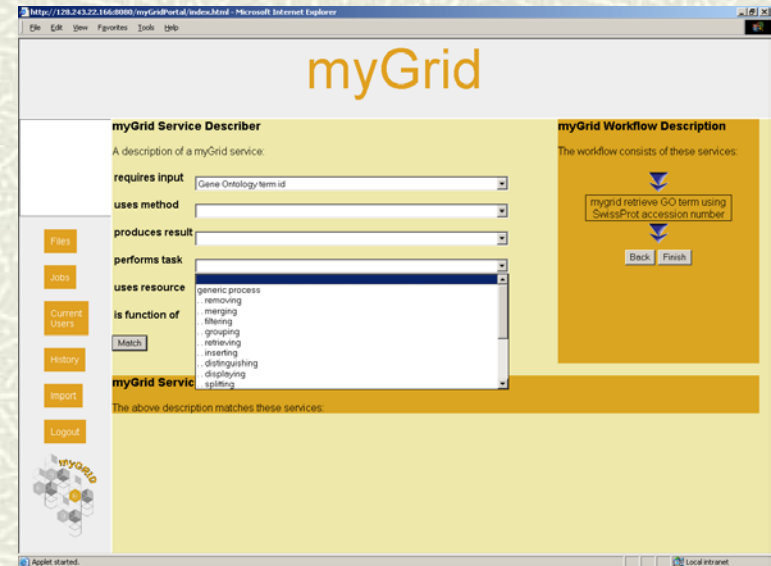 http://128.243.22.166:8080/myGridPortal/index.html - Microsoft Internet Explorer
File Edit View Favorites Tools Help
myGrid
myGrid Service Describer
A description of a myGrid service:
requires input Gene Ontology term id
uses method
produces result
performs task
uses resource
is function of
generic process
. . removing
. . merging
. . filtering
. . grouping
. . retrieving
. . inserting
. . distinguishing
. . displaying
. . splitting
Match
myGrid Servic
The above description matches these services:
myGrid Workflow Description
The workflow consists of these services:
mygrid retrieve GO term using
SwissProt accession number
Back Finish
Files
Jobs
Current
Users
History
Import
Logout
myGRID
Applet started.
Local intranet